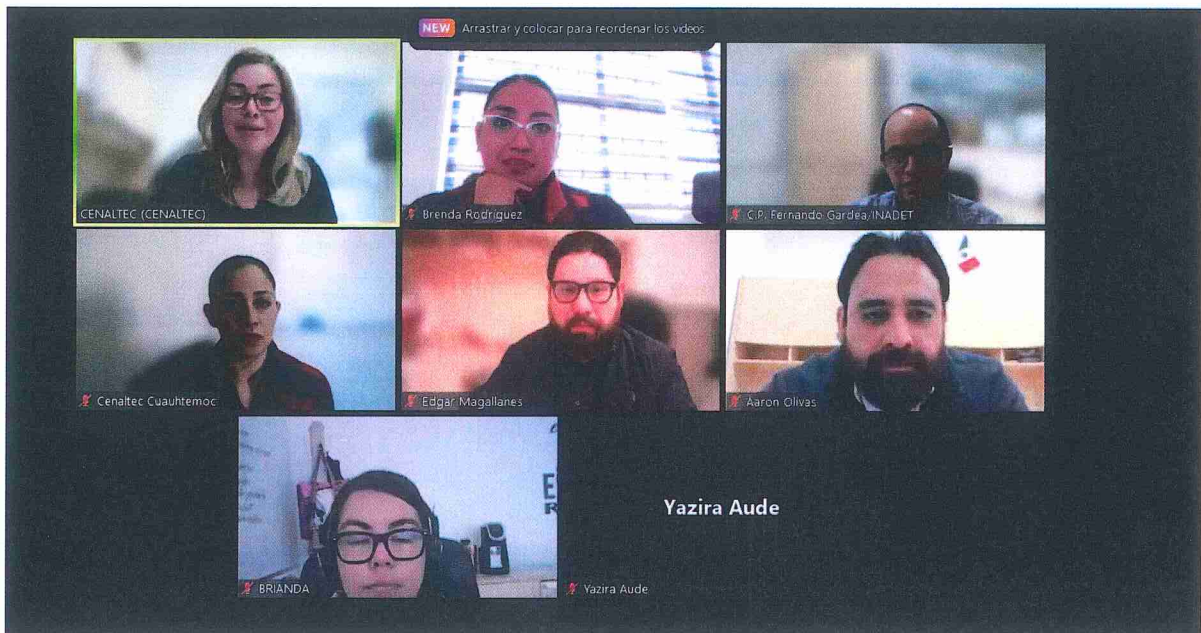 NEW Arrastrar y colocar para reordenar los videos
CENALTEC (CENALTEC)
Brenda Rodriguez
C.P. Fernando Gardea/INADET
Cenaltec Cuauhtemoc
Edgar Magallanes
Aaron Olivas
E
R
BRIANDA
Yazira Aude
Yazira Aude